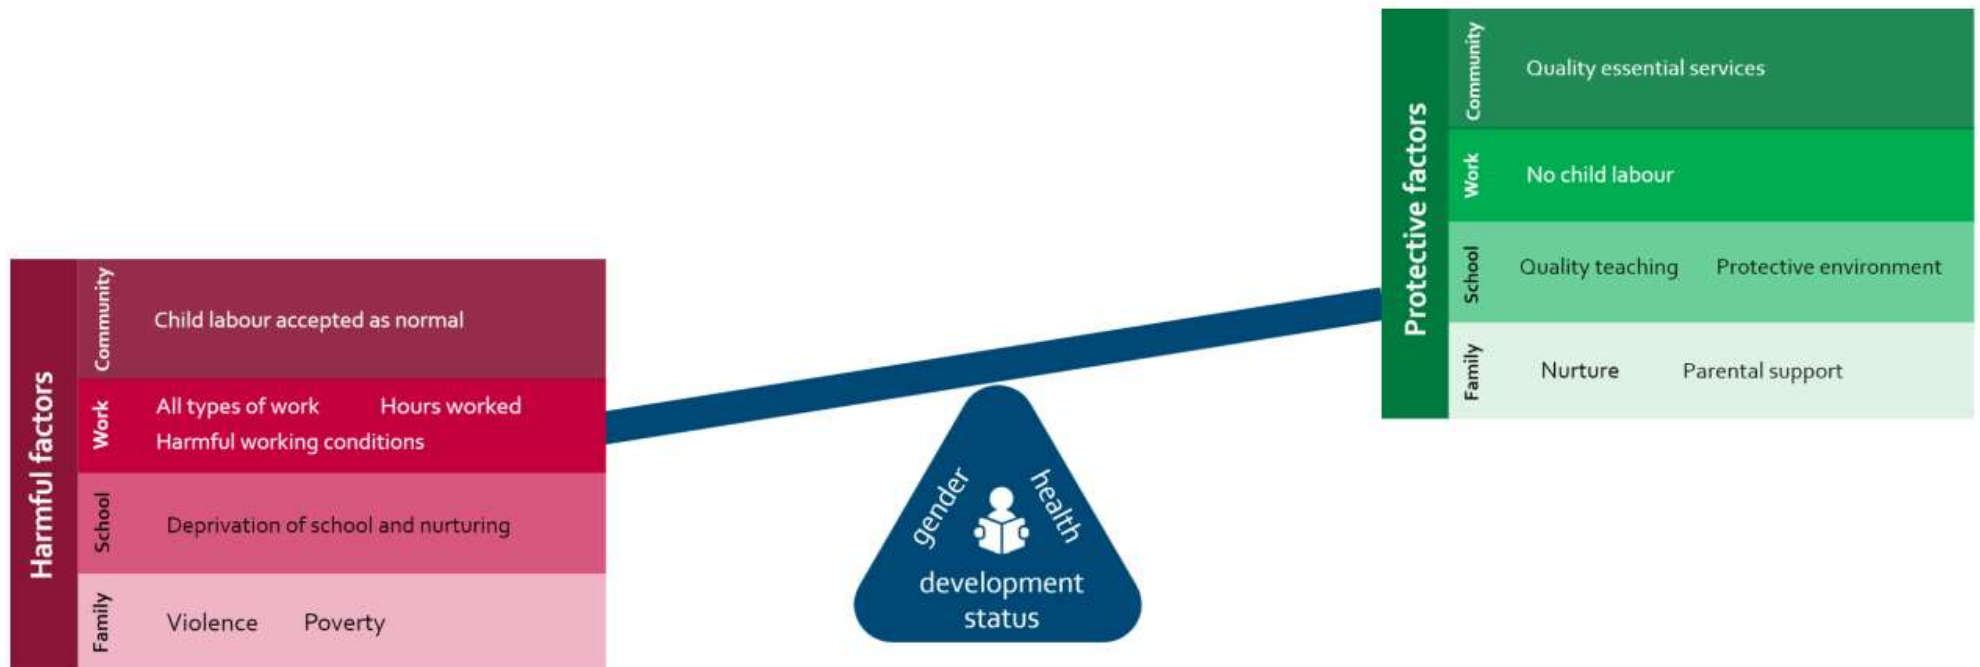 Harmful factors
Community
Child labour accepted as normal
Work
All types of work Hours worked
Harmful working conditions
School
Deprivation of school and nurturing
Family
Violence Poverty
gender
health
development
status
Protective factors
Community
Quality essential services
Work
No child labour
School
Quality teaching Protective environment
Family
Nurture Parental support